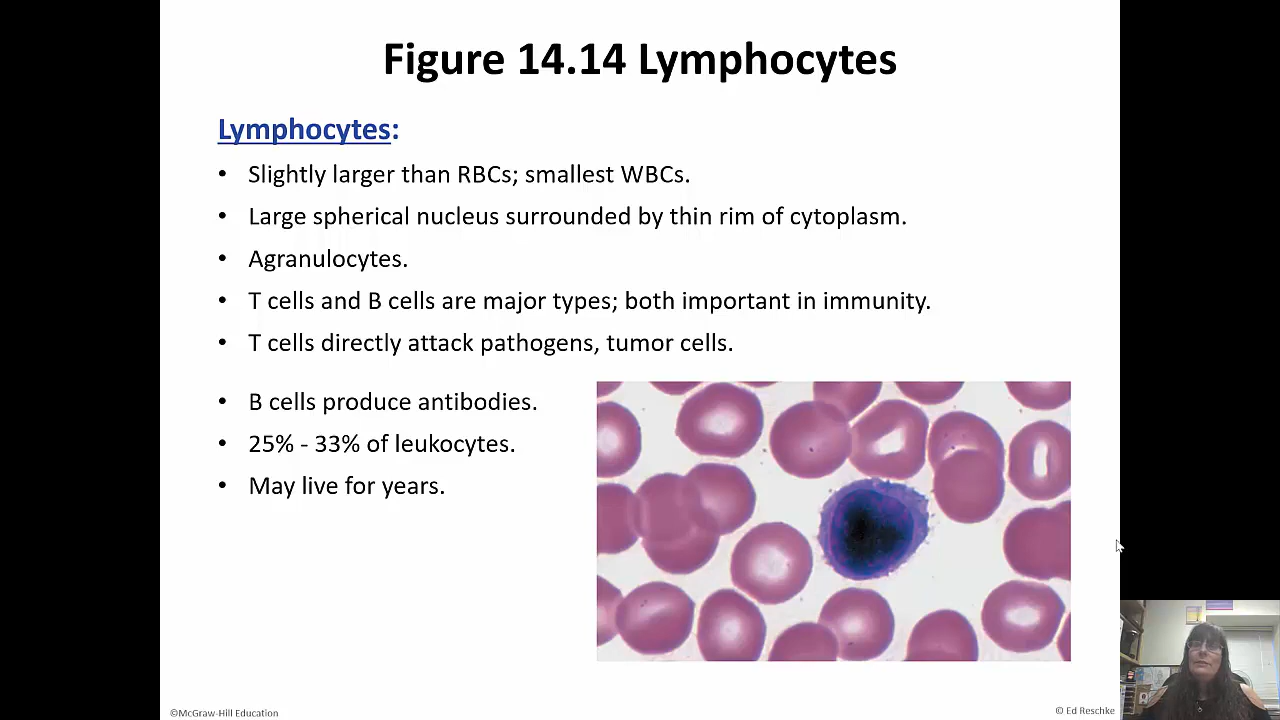 Figure 14.14 Lymphocytes
Lymphocytes:
• Slightly larger than RBCs; smallest WBCs.
• Large spherical nucleus surrounded by thin rim of cytoplasm.
• Agranulocytes.
• T cells and B cells are major types; both important in immunity.
• T cells directly attack pathogens, tumor cells.
• B cells produce antibodies.
• 25% - 33% of leukocytes.
• May live for years.
©McGraw-Hill Education
© Ed Reschke